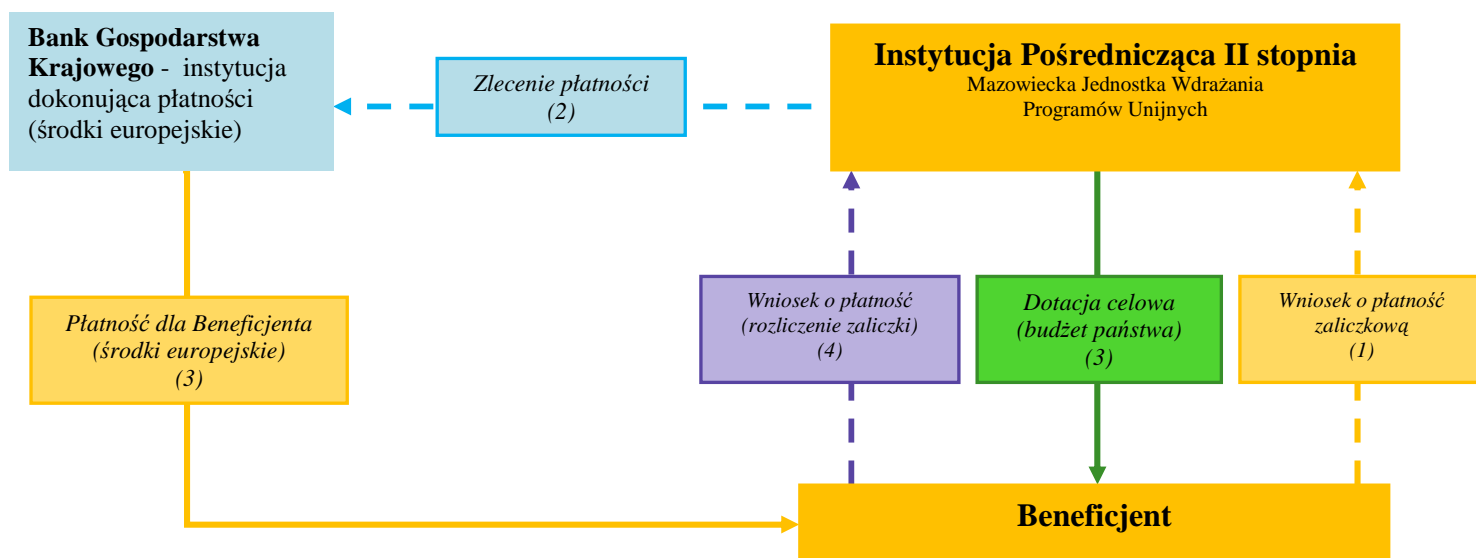 Bank Gospodarstwa
Krajowego - instytucja
dokonująca płatności
(środki europejskie)
Zlecenie płatności
(2)
Instytucja Pośrednicząca II stopnia
Mazowiecka Jednostka Wdrażania
Programów Unijnych
Płatność dla Beneficjenta
(środki europejskie)
(3)
Wniosek o płatność
(rozliczenie zaliczki)
(4)
Dotacja celowa
(budżet państwa)
(3)
Wniosek o płatność
zaliczkową
(1)
Beneficjent